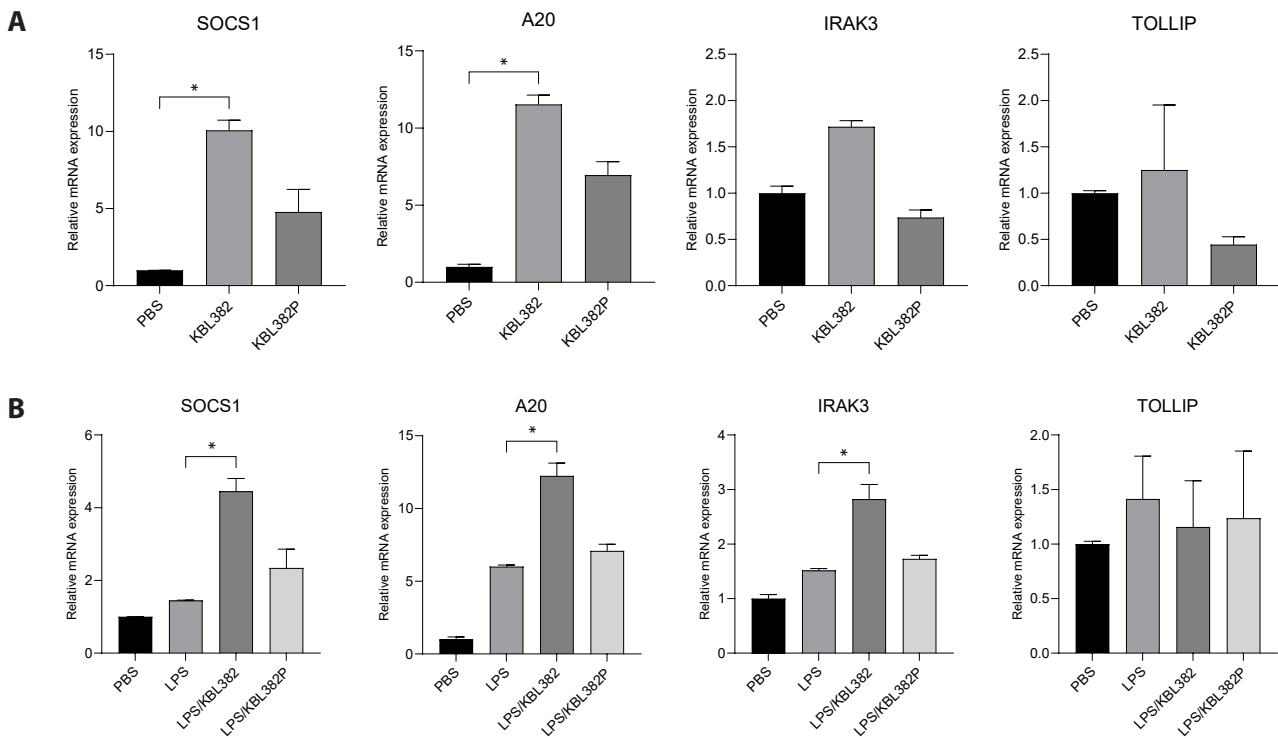 A
SOCS1
Relative mRNA expression
15
10
5
0
*
PBS
KBL382
KBL382P
A20
Relative mRNA expression
15
10
5
0
*
PBS
KBL382
KBL382P
IRAK3
Relative mRNA expression
2.5
2.0
1.5
1.0
0.5
0.0
PBS
KBL382
KBL382P
TOLLIP
Relative mRNA expression
2.5
2.0
1.5
1.0
0.5
0.0
PBS
KBL382
KBL382P
B
SOCS1
Relative mRNA expression
6
4
2
0
*
PBS
LPS
LPS/KBL382
LPS/KBL382P
A20
Relative mRNA expression
15
10
5
0
*
PBS
LPS
LPS/KBL382
LPS/KBL382P
IRAK3
Relative mRNA expression
4
3
2
1
0
*
PBS
LPS
LPS/KBL382
LPS/KBL382P
TOLLIP
Relative mRNA expression
2.0
1.5
1.0
0.5
0.0
PBS
LPS
LPS/KBL382
LPS/KBL382P